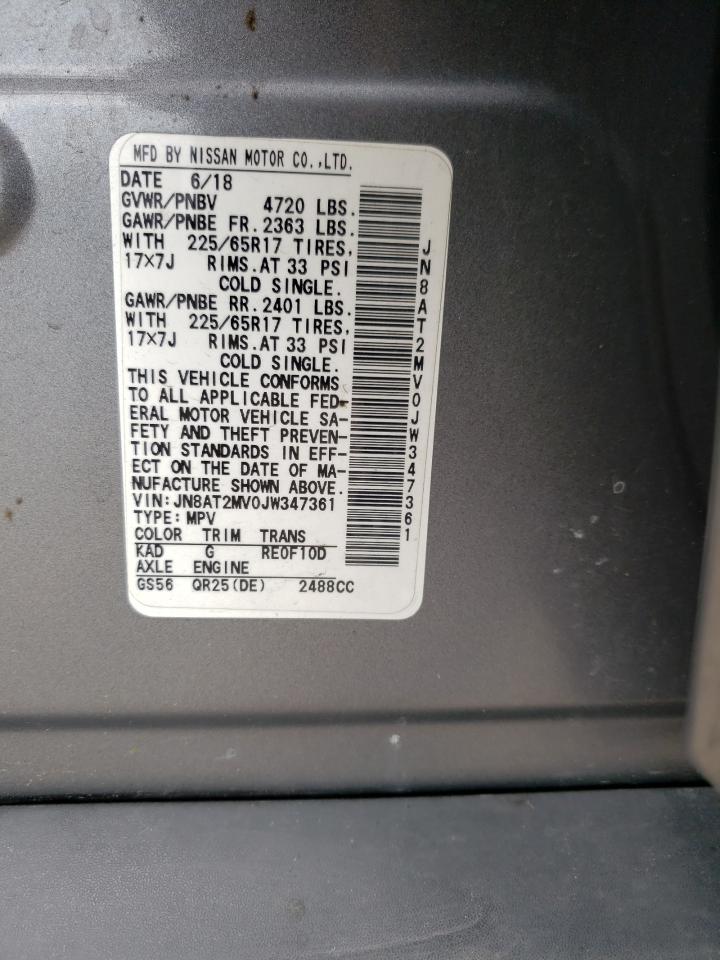 MFD BY NISSAN MOTOR CO.,LTD.
DATE 6/18
GVWR/PNBV 4720 LBS.
GAWR/PNBE FR. 2363 LBS.
WITH 225/65R17 TIRES,
17×7J RIMS. AT 33 PSI
COLD SINGLE.
GAWR/PNBE RR. 2401 LBS.
WITH 225/65R17 TIRES,
17×7J RIMS. AT 33 PSI
COLD SINGLE.
THIS VEHICLE CONFORMS
TO ALL APPLICABLE FED-
ERAL MOTOR VEHICLE SA-
FETY AND THEFT PREVEN-
TION STANDARDS IN EFF-
ECT ON THE DATE OF MA-
NUFACTURE SHOWN ABOVE.
VIN: JN8AT2MV0JW347361
TYPE: MPV
COLOR TRIM TRANS
KAD G RE0F10D
AXLE ENGINE
GS56 QR25(DE) 2488CC
JN8AT2MV0JW347361